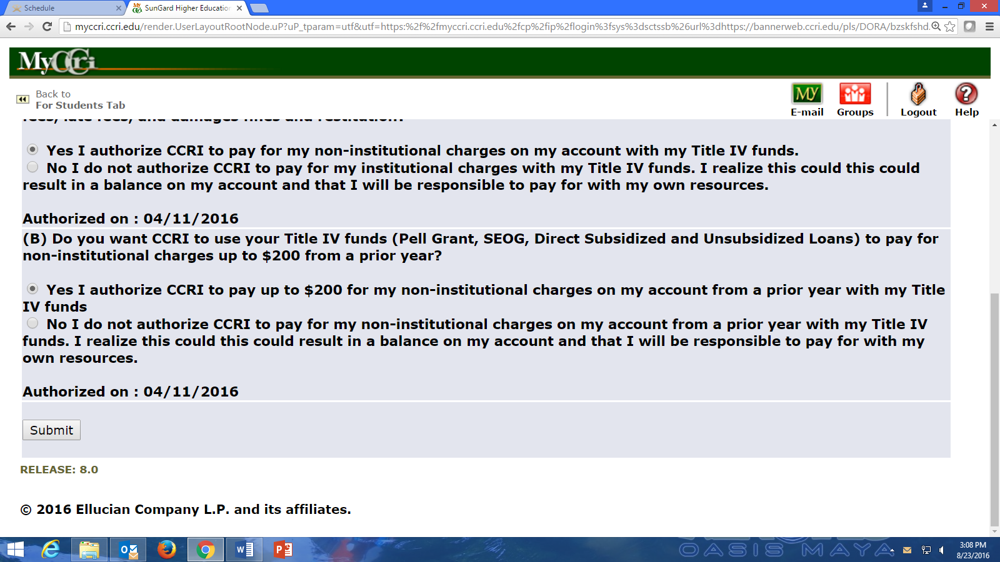 Schedule
SunGard Higher Educatio
myccri.ccri.edu/render.UserLayoutRootNode.uP?uP_tparam=utf&utf=https:%2f%2fmyccri.ccri.edu%2fcp%2fip%2flogin%3fsys%3dsctssb%26url%3dhttps://bannerweb.ccri.edu/pls/DORA/bzskfshd.
MyCCRi
Back to
For Students Tab
MY
E-mail
Groups
Logout
Help
fees, late fees, and damages fines and restitution.
Yes I authorize CCRI to pay for my non-institutional charges on my account with my Title IV funds.
No I do not authorize CCRI to pay for my institutional charges with my Title IV funds. I realize this could this could
result in a balance on my account and that I will be responsible to pay for with my own resources.
Authorized on : 04/11/2016
(B) Do you want CCRI to use your Title IV funds (Pell Grant, SEOG, Direct Subsidized and Unsubsidized Loans) to pay for
non-institutional charges up to $200 from a prior year?
Yes I authorize CCRI to pay up to $200 for my non-institutional charges on my account from a prior year with my Title
IV funds
No I do not authorize CCRI to pay for my non-institutional charges on my account from a prior year with my Title IV
funds. I realize this could this could result in a balance on my account and that I will be responsible to pay for with my
own resources.
Authorized on : 04/11/2016
Submit
RELEASE: 8.0
© 2016 Ellucian Company L.P. and its affiliates.
OASIS MAYA
3:08 PM
8/23/2016